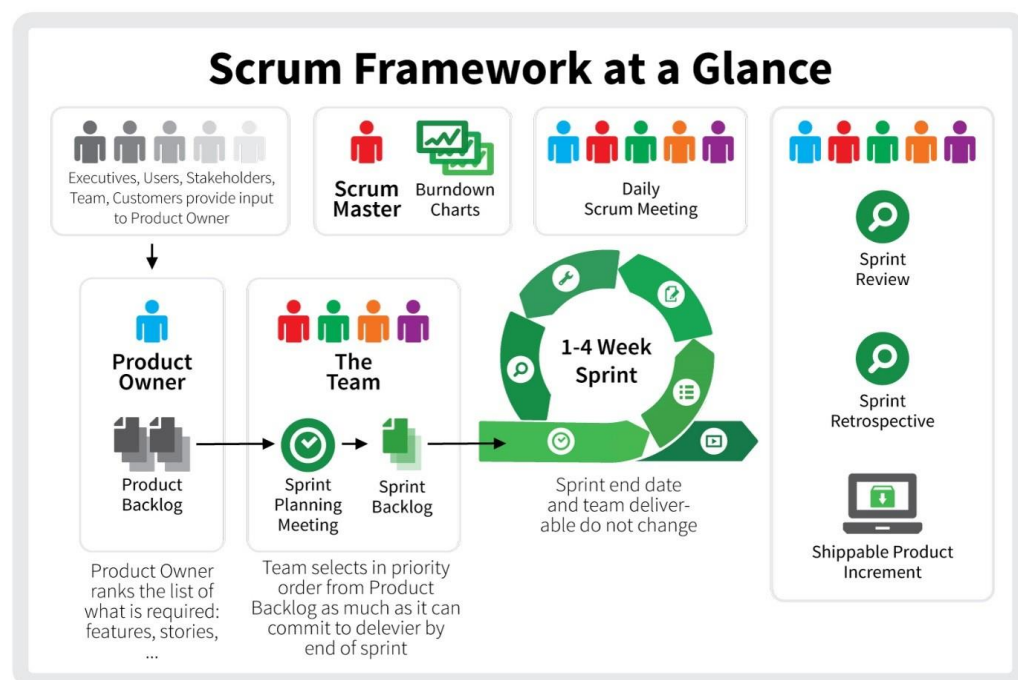 Scrum Framework at a Glance
Executives, Users, Stakeholders,
Team, Customers provide input
to Product Owner
Scrum
Master
Burndown
Charts
Daily
Scrum Meeting
Sprint
Review
Sprint
Retrospective
Shippable Product
Increment
Product
Owner
Product
Backlog
The
Team
Sprint
Planning
Meeting
Sprint
Backlog
1-4 Week
Sprint
Sprint end date
and team deliver-
able do not change
Product Owner
ranks the list of
what is required:
features, stories,
...
Team selects in priority
order from Product
Backlog as much as it can
commit to delevier by
end of sprint